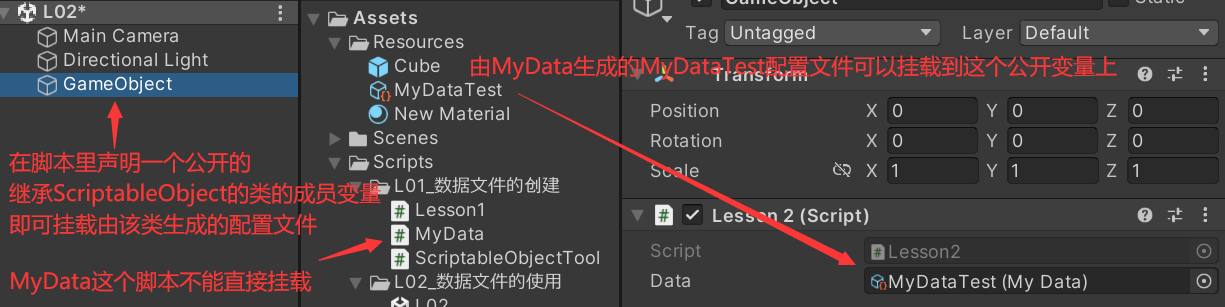 L02*
Main Camera
Directional Light
GameObject
在脚本里声明一个公开的
继承ScriptableObject的类的成员变量
即可挂载由该类生成的配置文件
MyData这个脚本不能直接挂载
Assets
Resources
Cube
MyDataTest
New Material
Scenes
Scripts
L01_数据文件的创建
Lesson1
MyData
ScriptableObjectTool
L02_数据文件的使用
L02
GameObject
Static
Tag Untagged Layer Default
由MyData生成的MyDataTest配置文件可以挂载到这个公开变量上
Transform
Position X 0 Y 0 Z 0
Rotation X 0 Y 0 Z 0
Scale X 1 Y 1 Z 1
Lesson 2 (Script)
Script Lesson2
Data MyDataTest (My Data)